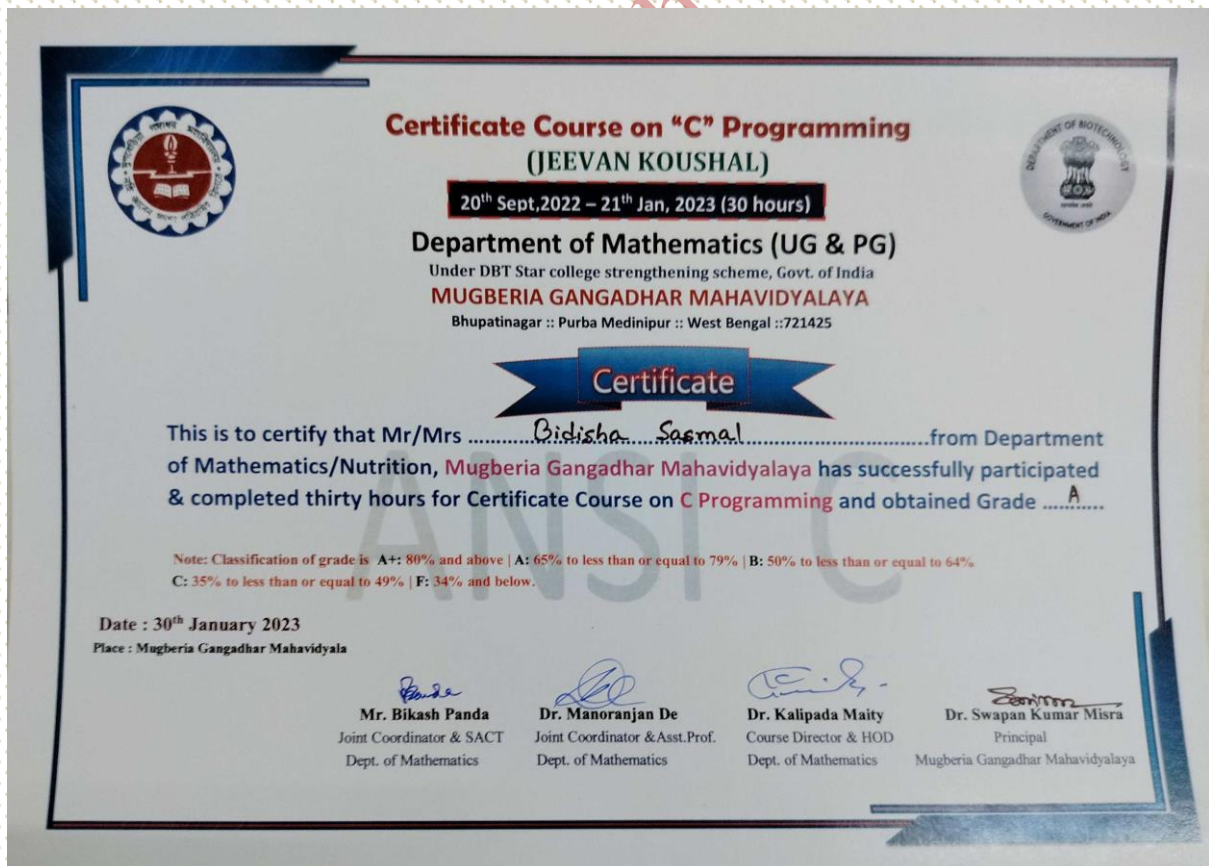 Certificate Course on “C” Programming
(JEEVAN KOUSHAL)
20th Sept,2022 – 21th Jan, 2023 (30 hours)
Department of Mathematics (UG & PG)
Under DBT Star college strengthening scheme, Govt. of India
MUGBERIA GANGADHAR MAHAVIDYALAYA
Bhupatinagar :: Purba Medinipur :: West Bengal ::721425
DEPARTMENT OF BIOTECHNOLOGY
GOVERNMENT OF INDIA
Certificate
This is to certify that Mr/Mrs ............Bidisha....Sasmal....................................from Department
of Mathematics/Nutrition, Mugberia Gangadhar Mahavidyalaya has successfully participated
& completed thirty hours for Certificate Course on C Programming and obtained Grade ....A....
ANSI C
Note: Classification of grade is A+: 80% and above | A: 65% to less than or equal to 79% | B: 50% to less than or equal to 64%
C: 35% to less than or equal to 49% | F: 34% and below.
Date : 30th January 2023
Place : Mugberia Gangadhar Mahavidyala
Mr. Bikash Panda Dr. Manoranjan De Dr. Kalipada Maity Dr. Swapan Kumar Misra
Joint Coordinator & SACT Joint Coordinator &Asst.Prof. Course Director & HOD Principal
Dept. of Mathematics Dept. of Mathematics Dept. of Mathematics Mugberia Gangadhar Mahavidyalaya